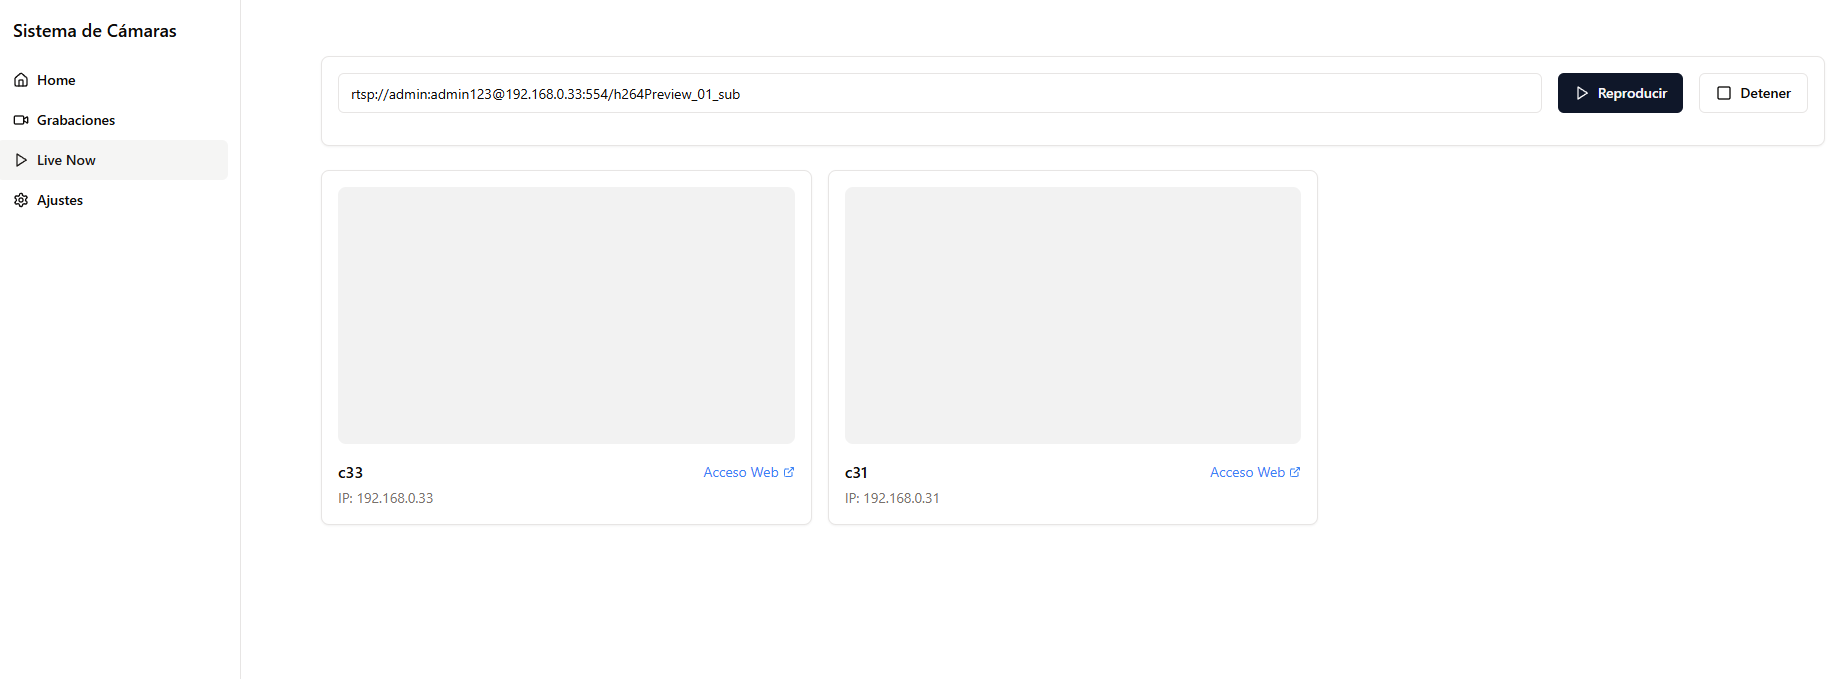 Sistema de Cámaras
Home
Grabaciones
Live Now
Ajustes
rtsp://admin:admin123@192.168.0.33:554/h264Preview_01_sub
Reproducir
Detener
c33
Acceso Web
IP: 192.168.0.33
c31
Acceso Web
IP: 192.168.0.31